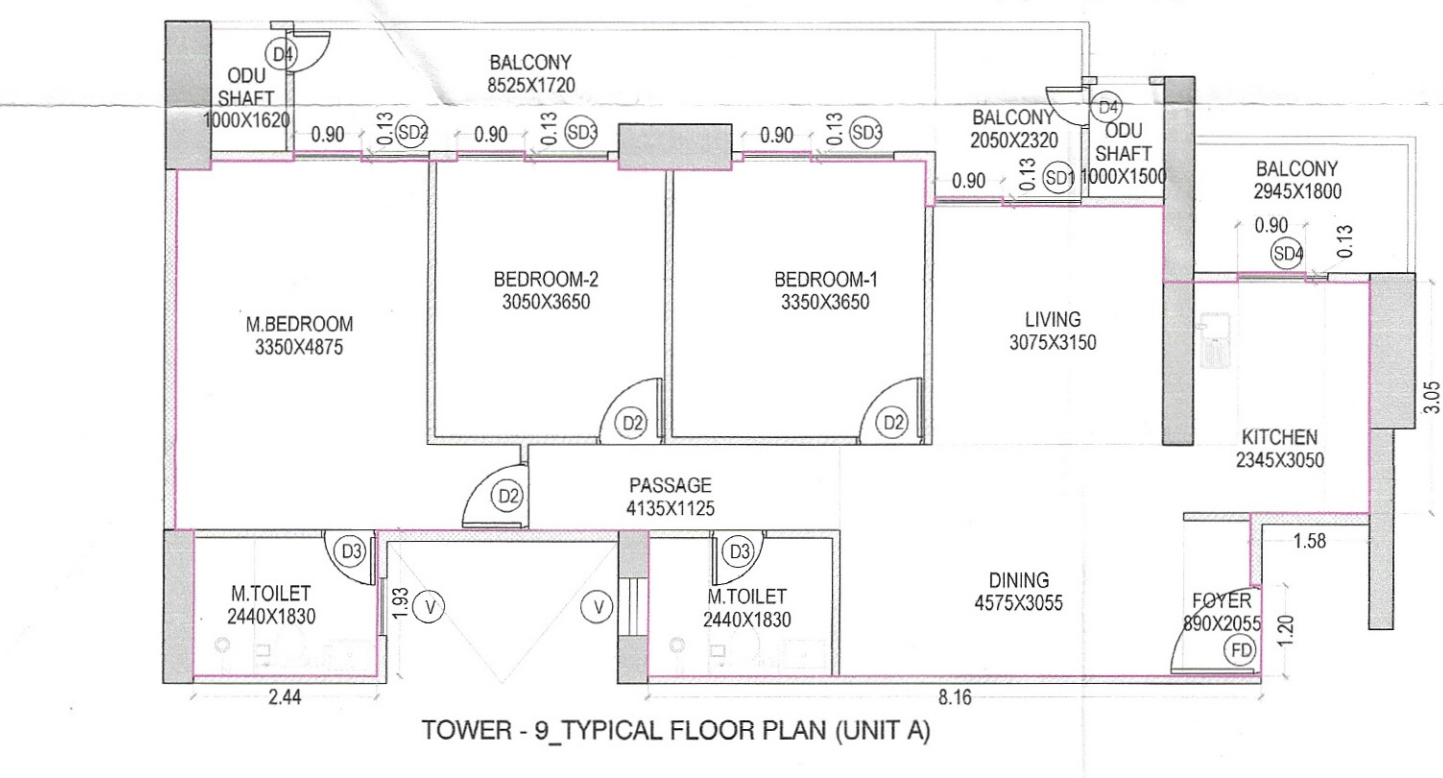 D4
ODU
SHAFT
1000X1620
BALCONY
8525X1720
0.90
0.13
SD2
0.90
0.13
SD3
0.90
0.13
SD3
BALCONY
2050X2320
0.90
0.13
SD1
D4
ODU
SHAFT
1000X1500
BALCONY
2945X1800
0.90
SD4
0.13
M.BEDROOM
3350X4875
BEDROOM-2
3050X3650
D2
BEDROOM-1
3350X3650
D2
LIVING
3075X3150
KITCHEN
2345X3050
3.05
D2
PASSAGE
4135X1125
1.58
D3
M.TOILET
2440X1830
1.93
V
V
D3
M.TOILET
2440X1830
DINING
4575X3055
FOYER
890X2055
FD
1.20
2.44
8.16
TOWER - 9_TYPICAL FLOOR PLAN (UNIT A)